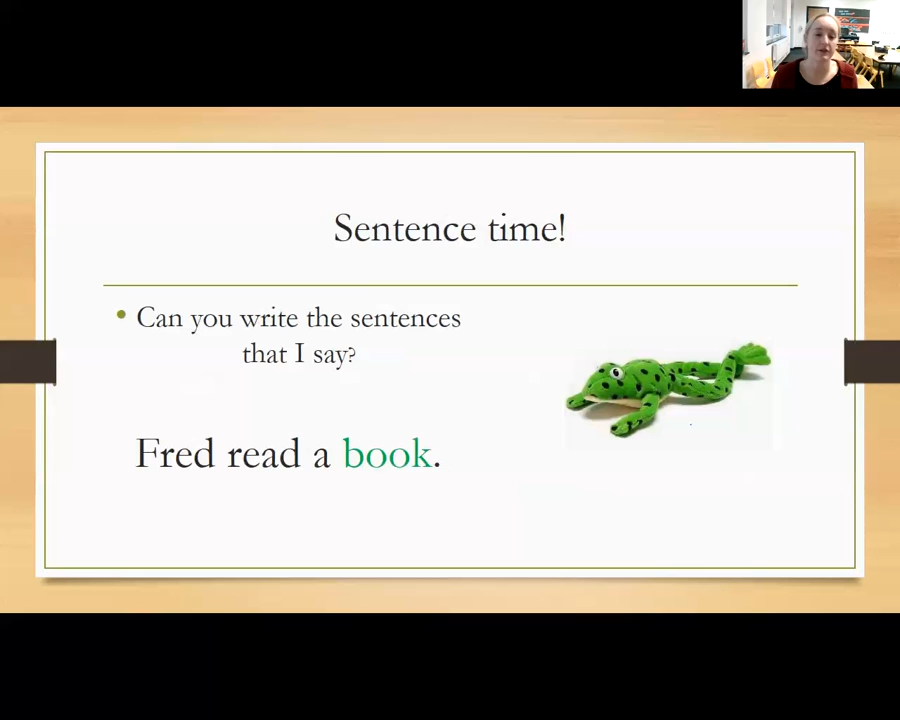 Sentence time!
• Can you write the sentences
that I say?
Fred read a book.